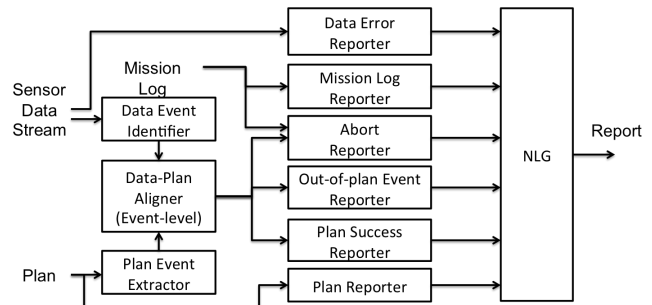 Data Error
Reporter
Mission
Log
Mission Log
Reporter
Sensor
Data
Stream
Data Event
Identifier
Abort
Reporter
Report
NLG
Data-Plan
Aligner
(Event-level)
Out-of-plan Event
Reporter
Plan Success
Reporter
Plan
Plan Event
Extractor
Plan Reporter